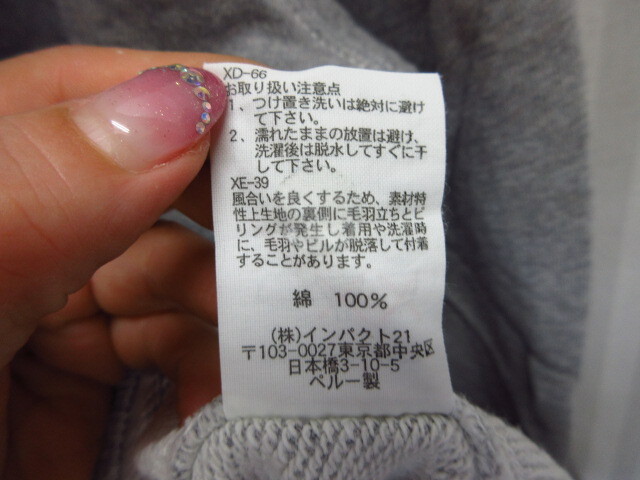 XD-66
お取り扱い注意点
1、つけ置き洗いは絶対に避け
て下さい。
2、濡れたままの放置は避け、
洗濯後は脱水してすぐに干
して下さい。
XE-39
風合いを良くするため、素材特
性上生地の裏側に毛羽立ちとピ
リングが発生し着用や洗濯時
に、毛羽やピルが脱落して付着
することがあります。
綿 100%
(株)インパクト21
〒103-0027東京都中央区
日本橋3-10-5
ペルー製